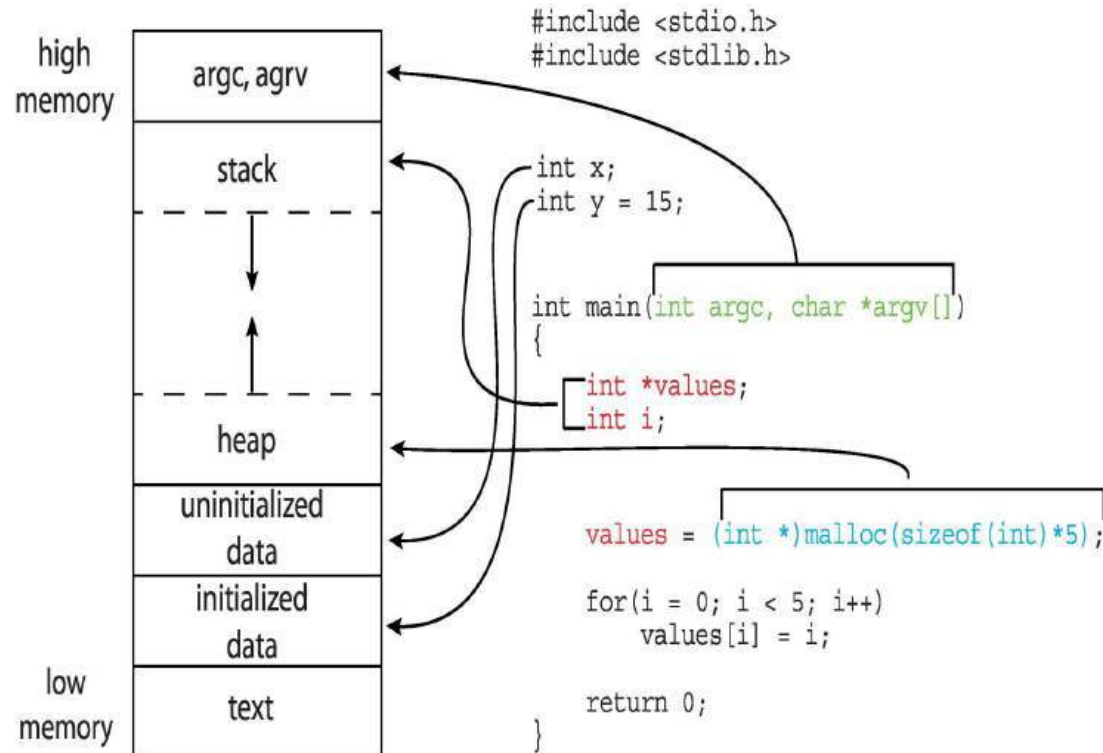 high
memory
argc, agrv
stack
heap
uninitialized
data
initialized
data
low
memory
text
#include <stdio.h>
#include <stdlib.h>
int x;
int y = 15;
int main(int argc, char *argv[])
{
int *values;
int i;
values = (int *)malloc(sizeof(int)*5);
for(i = 0; i < 5; i++)
values[i] = i;
return 0;
}